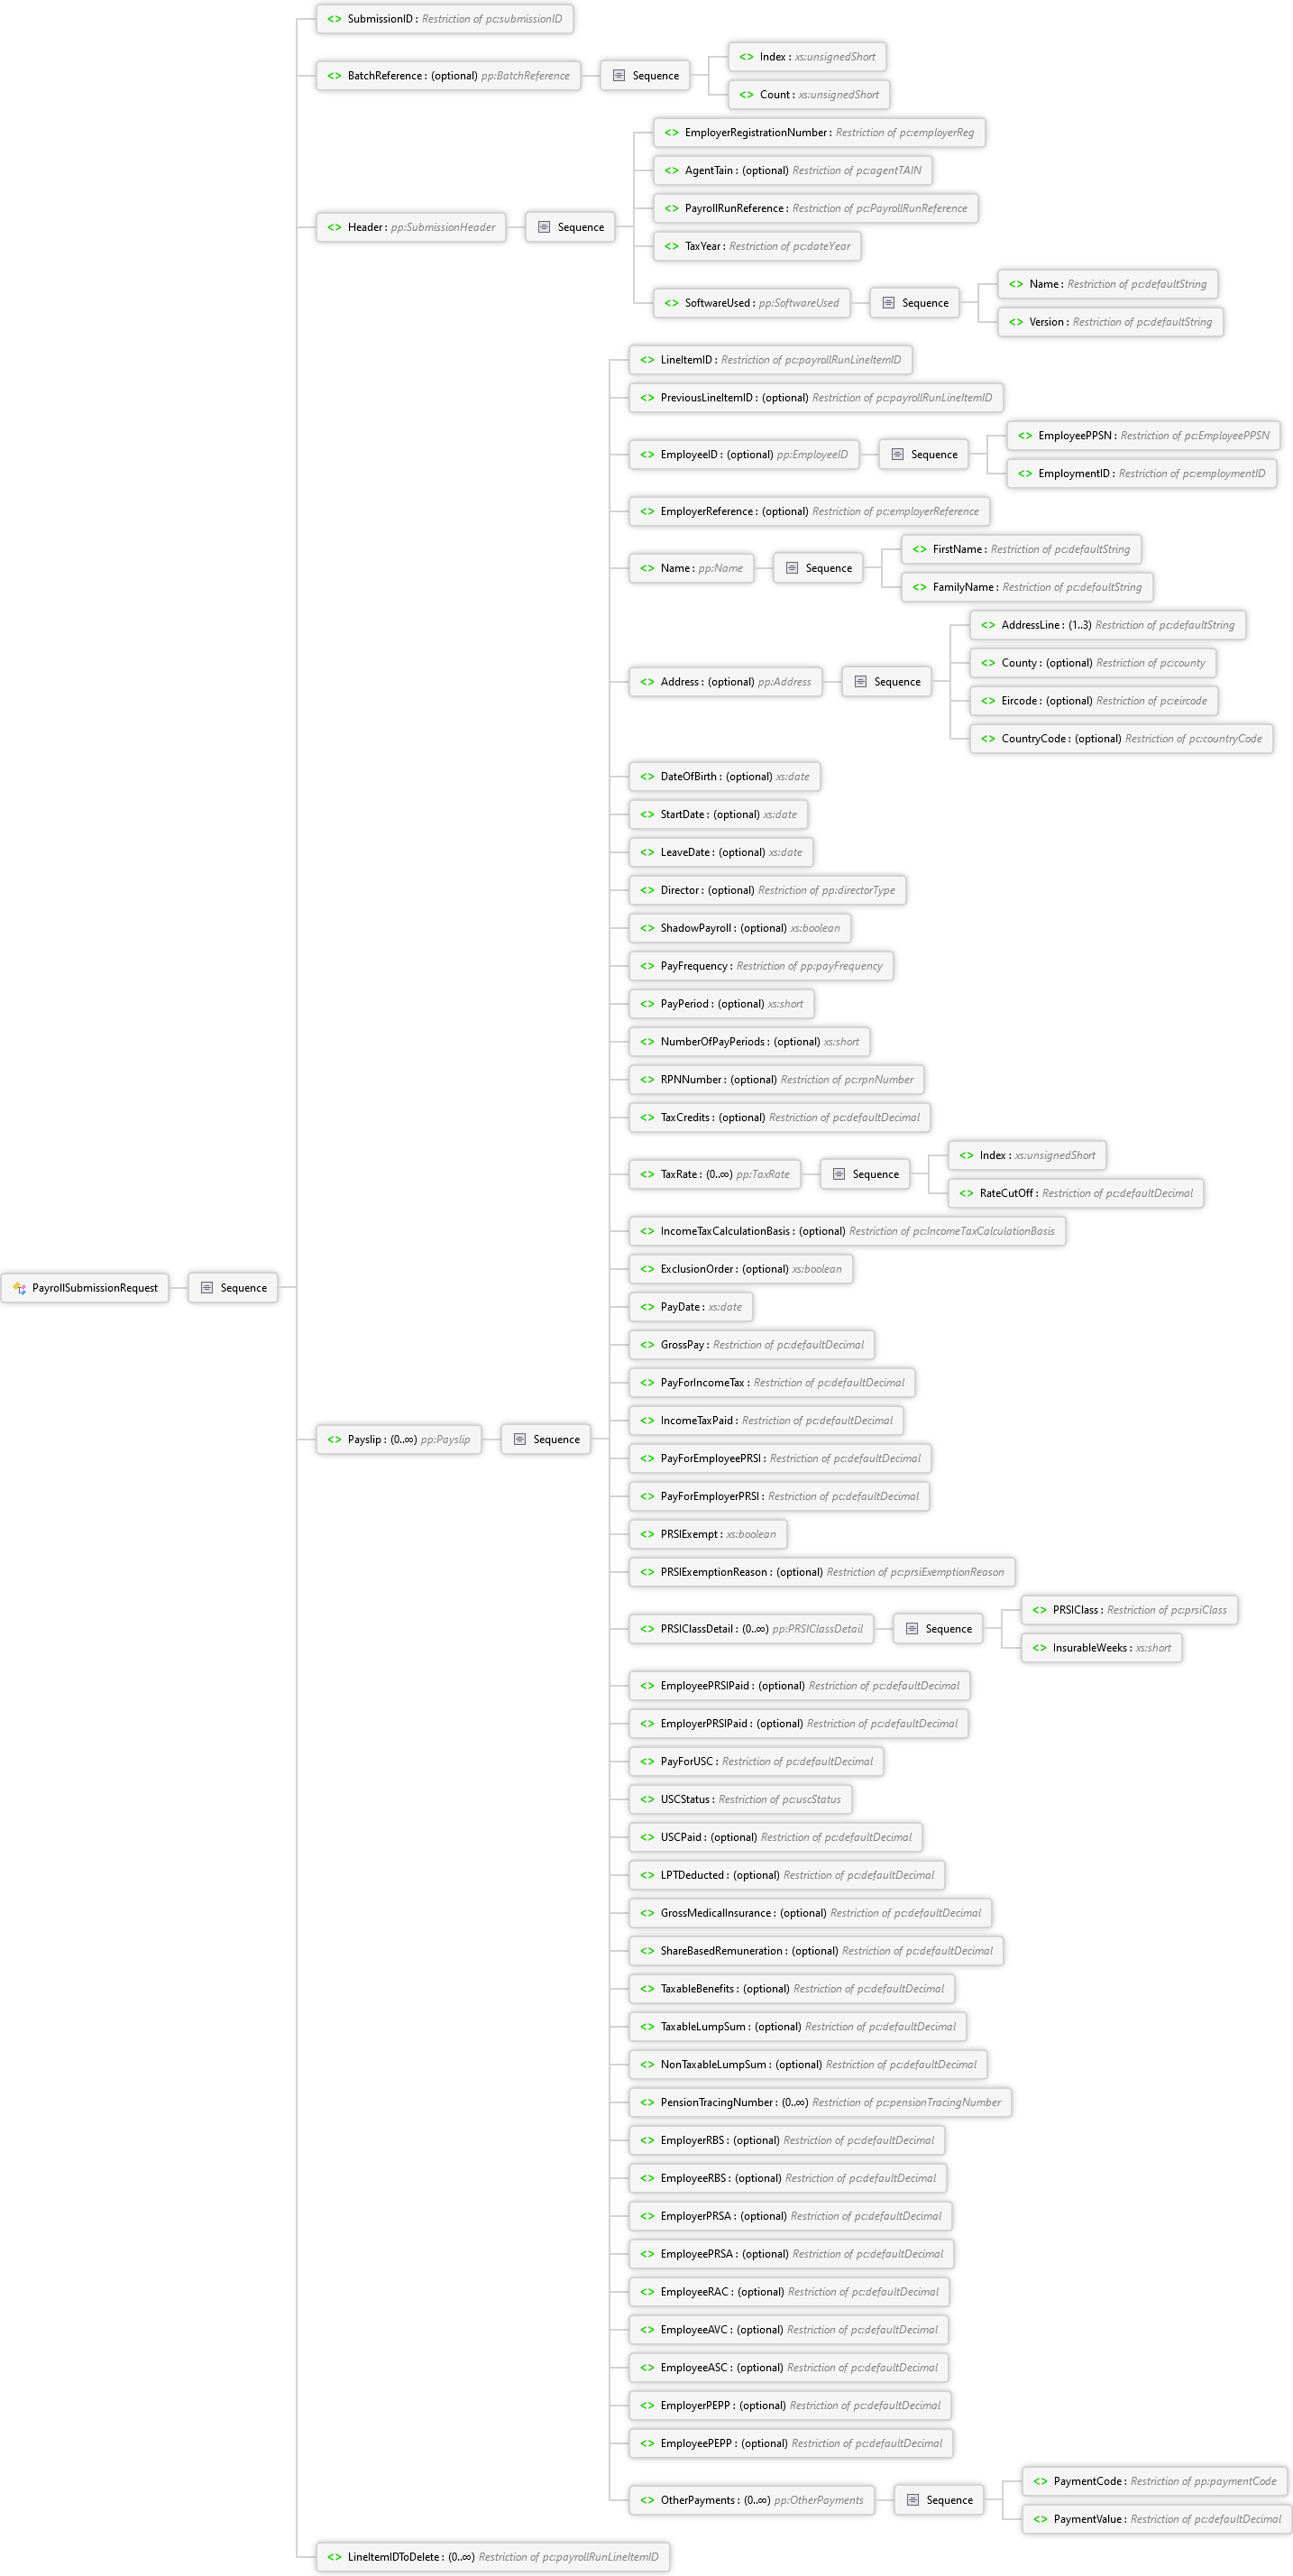 SubmissionID : Restriction of pc:submissionID
BatchReference : (optional) pp:BatchReference
Sequence
Index : xs:unsignedShort
Count : xs:unsignedShort
Header : pp:SubmissionHeader
Sequence
EmployerRegistrationNumber : Restriction of pc:employerReg
AgentTain : (optional) Restriction of pc:agentTAIN
PayrollRunReference : Restriction of pc:PayrollRunReference
TaxYear : Restriction of pc:dateYear
SoftwareUsed : pp:SoftwareUsed
Sequence
Name : Restriction of pc:defaultString
Version : Restriction of pc:defaultString
LineItemID : Restriction of pc:payrollRunLineItemID
PreviousLineItemID : (optional) Restriction of pc:payrollRunLineItemID
EmployeeID : (optional) pp:EmployeeID
Sequence
EmployeePPSN : Restriction of pc:EmployeePPSN
EmploymentID : Restriction of pc:employmentID
EmployerReference : (optional) Restriction of pc:employerReference
Name : pp:Name
Sequence
FirstName : Restriction of pc:defaultString
FamilyName : Restriction of pc:defaultString
Address : (optional) pp:Address
Sequence
AddressLine : (1..3) Restriction of pc:defaultString
County : (optional) Restriction of pc:county
Eircode : (optional) Restriction of pc:eircode
CountryCode : (optional) Restriction of pc:countryCode
DateOfBirth : (optional) xs:date
StartDate : (optional) xs:date
LeaveDate : (optional) xs:date
Director : (optional) Restriction of pp:directorType
ShadowPayroll : (optional) xs:boolean
PayFrequency : Restriction of pp:payFrequency
PayPeriod : (optional) xs:short
NumberOfPayPeriods : (optional) xs:short
RPNNumber : (optional) Restriction of pc:rpnNumber
TaxCredits : (optional) Restriction of pc:defaultDecimal
TaxRate : (0..∞) pp:TaxRate
Sequence
Index : xs:unsignedShort
RateCutOff : Restriction of pc:defaultDecimal
IncomeTaxCalculationBasis : (optional) Restriction of pc:IncomeTaxCalculationBasis
ExclusionOrder : (optional) xs:boolean
PayrollSubmissionRequest
Sequence
PayDate : xs:date
GrossPay : Restriction of pc:defaultDecimal
PayForIncomeTax : Restriction of pc:defaultDecimal
IncomeTaxPaid : Restriction of pc:defaultDecimal
Payslip : (0..∞) pp:Payslip
Sequence
PayForEmployeePRSI : Restriction of pc:defaultDecimal
PayForEmployerPRSI : Restriction of pc:defaultDecimal
PRSIExempt : xs:boolean
PRSIExemptionReason : (optional) Restriction of pc:prsiExemptionReason
PRSIClassDetail : (0..∞) pp:PRSIClassDetail
Sequence
PRSIClass : Restriction of pc:prsiClass
InsurableWeeks : xs:short
EmployeePRSIPaid : (optional) Restriction of pc:defaultDecimal
EmployerPRSIPaid : (optional) Restriction of pc:defaultDecimal
PayForUSC : Restriction of pc:defaultDecimal
USCStatus : Restriction of pc:uscStatus
USCPaid : (optional) Restriction of pc:defaultDecimal
LPTDeducted : (optional) Restriction of pc:defaultDecimal
GrossMedicalInsurance : (optional) Restriction of pc:defaultDecimal
ShareBasedRemuneration : (optional) Restriction of pc:defaultDecimal
TaxableBenefits : (optional) Restriction of pc:defaultDecimal
TaxableLumpSum : (optional) Restriction of pc:defaultDecimal
NonTaxableLumpSum : (optional) Restriction of pc:defaultDecimal
PensionTracingNumber : (0..∞) Restriction of pc:pensionTracingNumber
EmployerRBS : (optional) Restriction of pc:defaultDecimal
EmployeeRBS : (optional) Restriction of pc:defaultDecimal
EmployerPRSA : (optional) Restriction of pc:defaultDecimal
EmployeePRSA : (optional) Restriction of pc:defaultDecimal
EmployeeRAC : (optional) Restriction of pc:defaultDecimal
EmployeeAVC : (optional) Restriction of pc:defaultDecimal
EmployeeASC : (optional) Restriction of pc:defaultDecimal
EmployerPEPP : (optional) Restriction of pc:defaultDecimal
EmployeePEPP : (optional) Restriction of pc:defaultDecimal
OtherPayments : (0..∞) pp:OtherPayments
Sequence
PaymentCode : Restriction of pp:paymentCode
PaymentValue : Restriction of pc:defaultDecimal
LineItemIDToDelete : (0..∞) Restriction of pc:payrollRunLineItemID